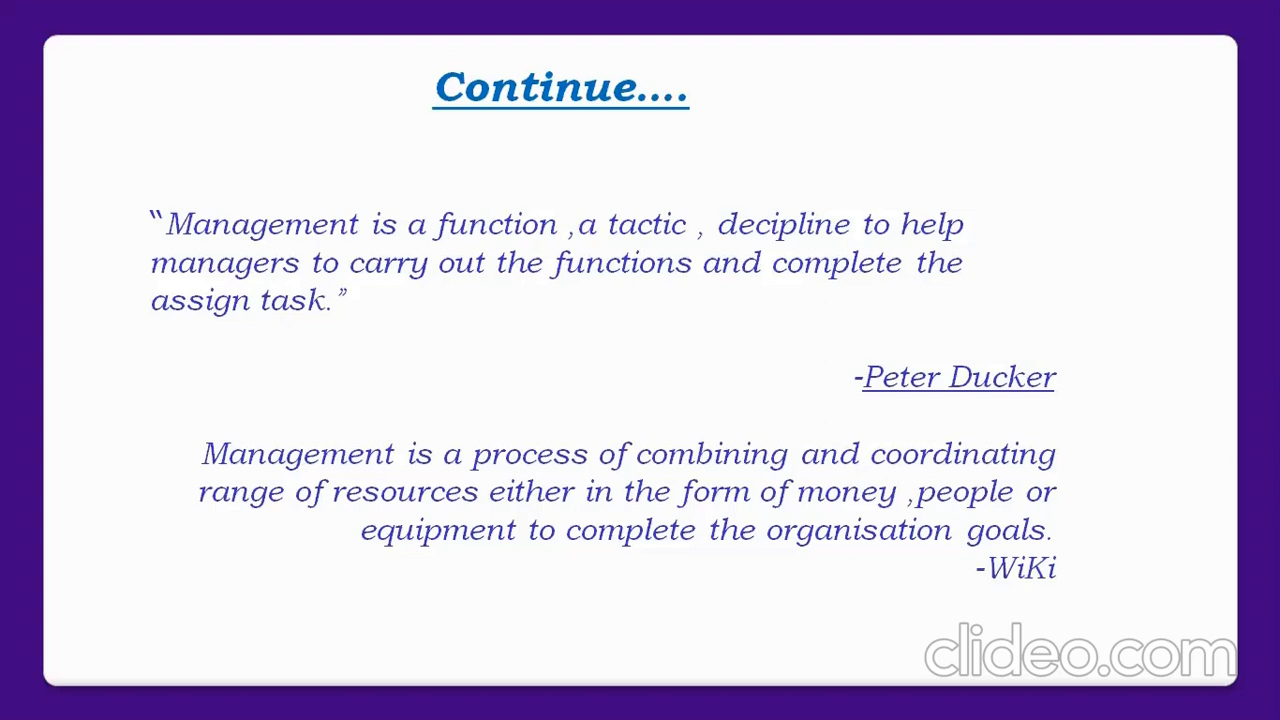 Continue....
“Management is a function ,a tactic , decipline to help
managers to carry out the functions and complete the
assign task.”
-Peter Ducker
Management is a process of combining and coordinating
range of resources either in the form of money ,people or
equipment to complete the organisation goals.
-WiKi
clideo.com